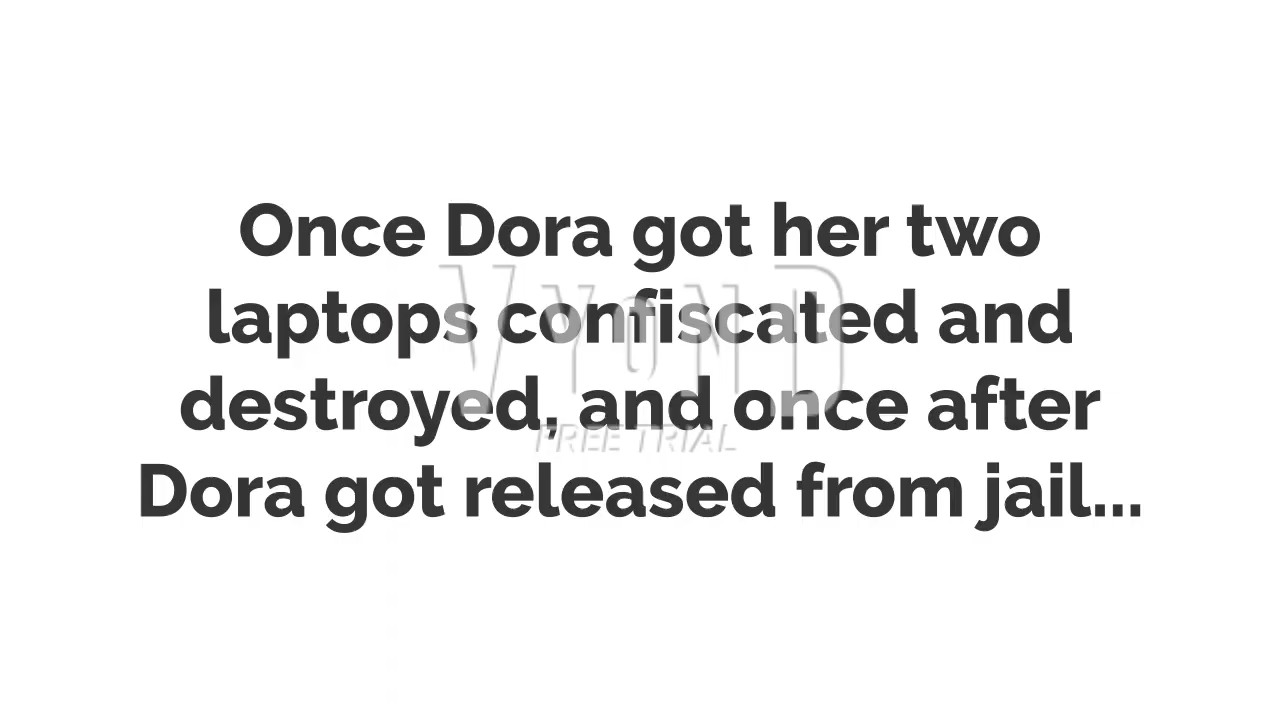 Once Dora got her two
laptops confiscated and
destroyed, and once after
Dora got released from jail...
VYOND
FREE TRIAL